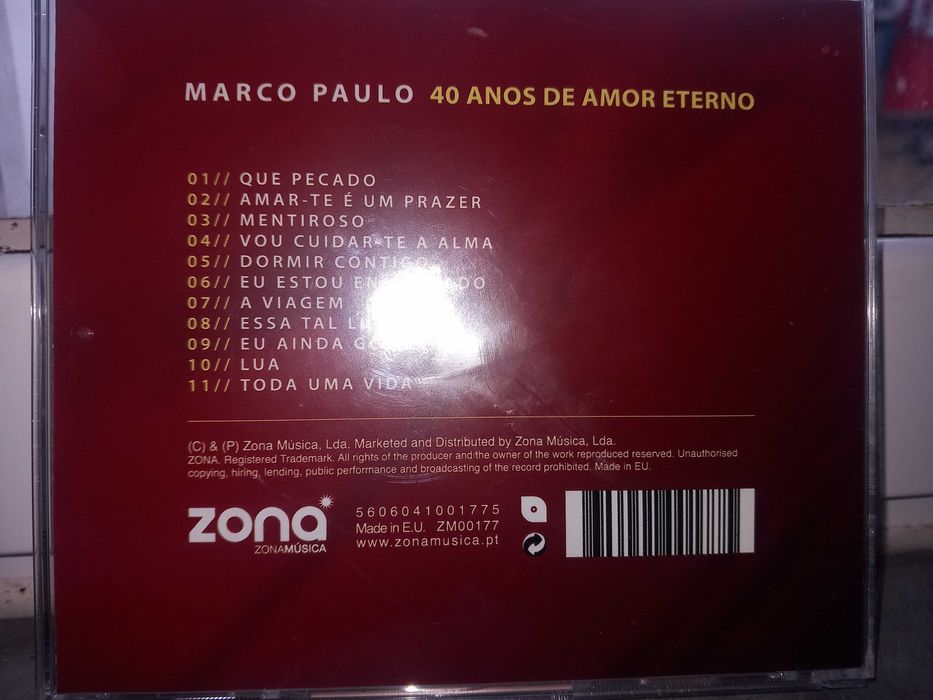 MARCO PAULO 40 ANOS DE AMOR ETERNO
01// QUE PECADO
02// AMAR-TE É UM PRAZER
03// MENTIROSO
04// VOU CUIDAR-TE A ALMA
05// DORMIR CONTIGO
06// EU ESTOU
07// A VIAGEM
08// ESSA TAL
09// EU AINDA
10// LUA
11// TODA UMA VIDA
(C) & (P) Zona Música, Lda. Marketed and Distributed by Zona Música, Lda.
ZONA. Registered Trademark. All rights of the producer and the owner of the work reproduced reserved. Unauthorised
copying, hiring, lending, public performance and broadcasting of the record prohibited. Made in EU.
zona
ZONAMÚSICA
5606041001775
Made in E.U. ZM00177
www.zonamusica.pt